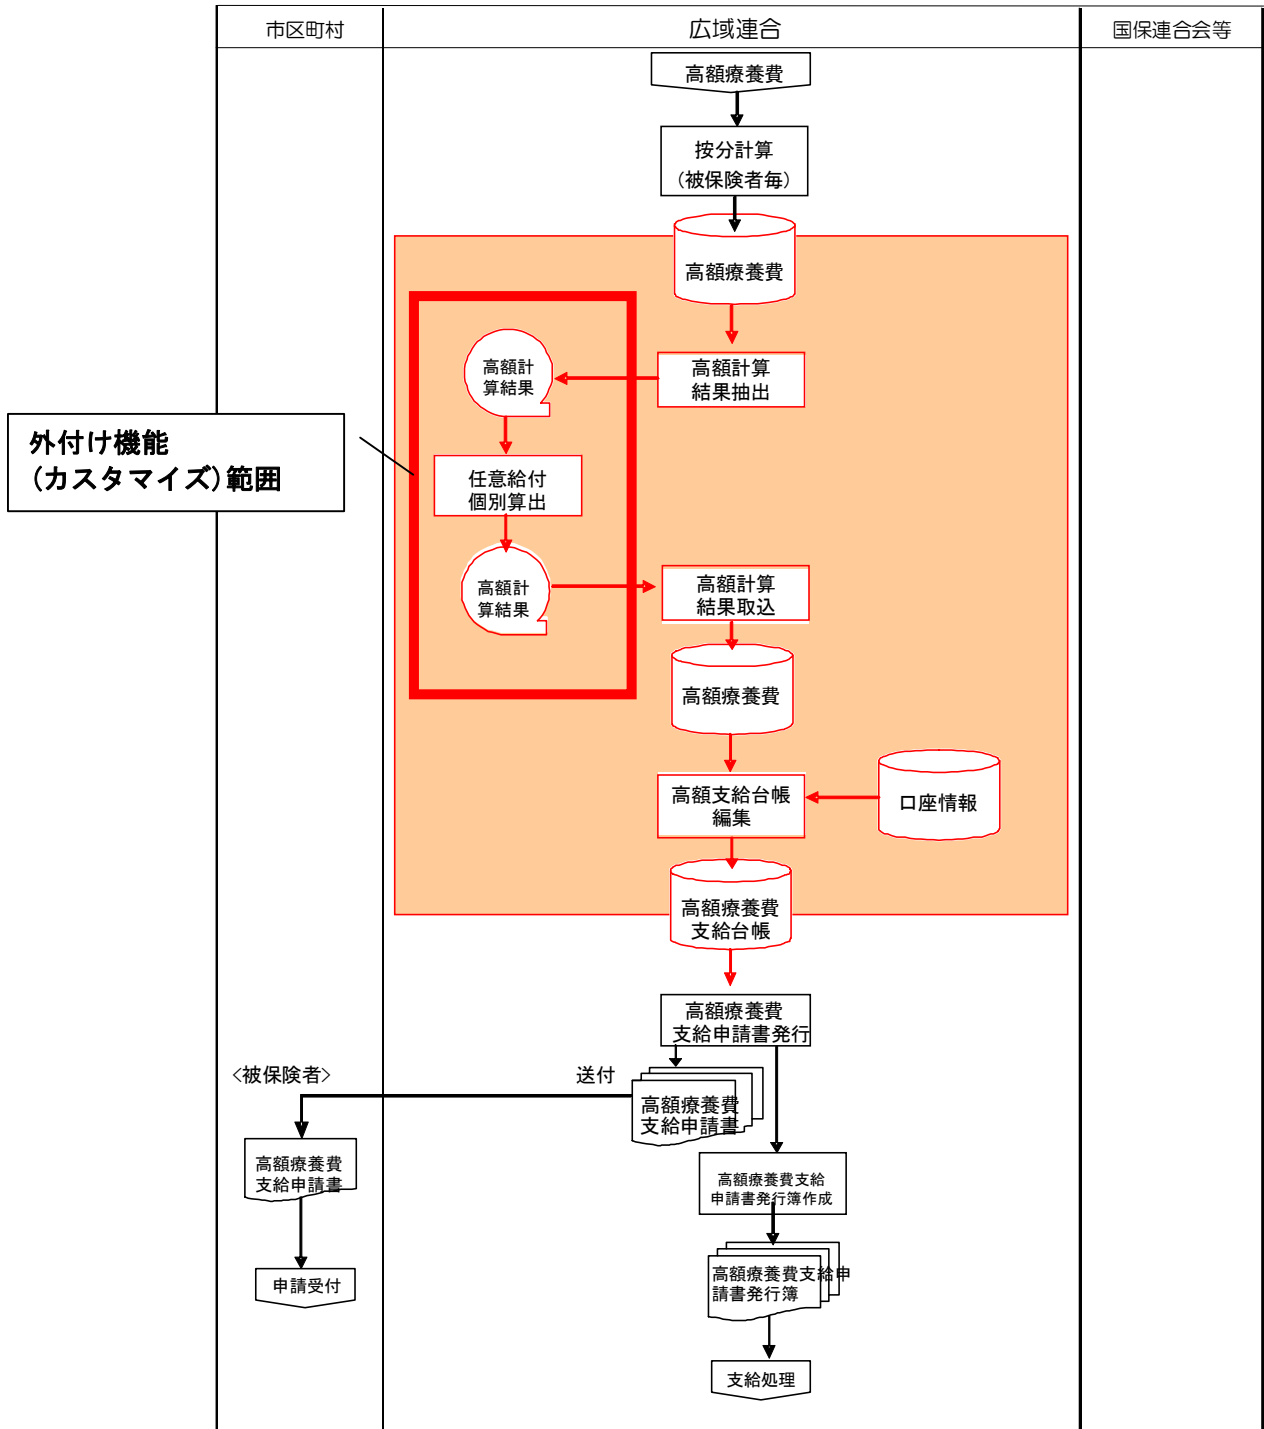 市区町村
広域連合
国保連合会等
高額療養費
按分計算
(被保険者毎)
高額療養費
高額計
算結果
高額計算
結果抽出
外付け機能
(カスタマイズ)範囲
任意給付
個別算出
高額計
算結果
高額計算
結果取込
高額療養費
高額支給台帳
編集
口座情報
高額療養費
支給台帳
高額療養費
支給申請書発行
<被保険者>
送付
高額療養費
支給申請書
高額療養費
支給申請書
高額療養費支給
申請書発行簿作成
申請受付
高額療養費支給申
請書発行簿
支給処理